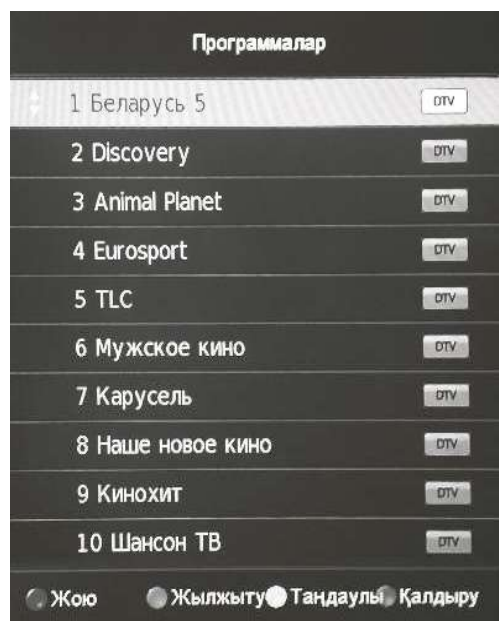 Программалар
1 Беларусь 5 DTV
2 Discovery DTV
3 Animal Planet DTV
4 Eurosport DTV
5 TLC DTV
6 Мужское кино DTV
7 Карусель DTV
8 Наше новое кино DTV
9 Кинохит DTV
10 Шансон ТВ DTV
Жою Жылжыту Таңдаулы Қалдыру